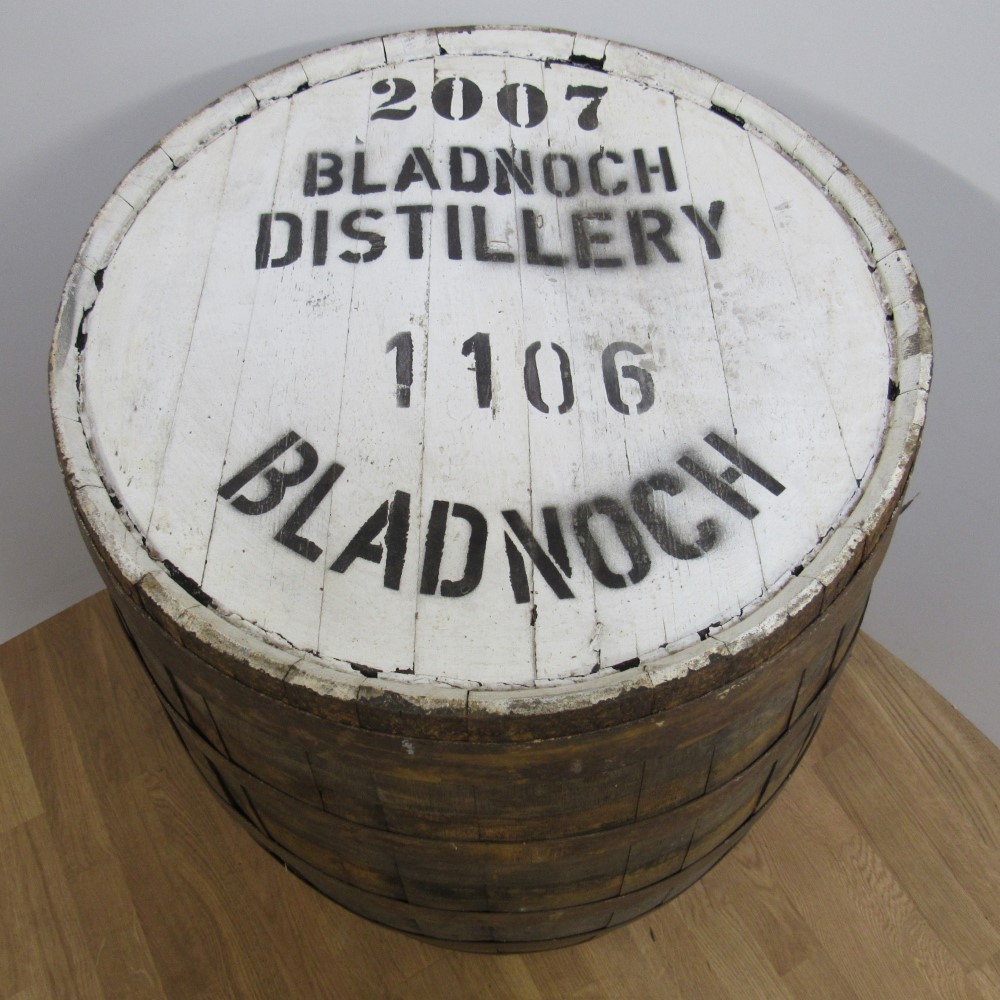 2007
BLADNOCH
DISTILLERY
1106
BLADNOCH